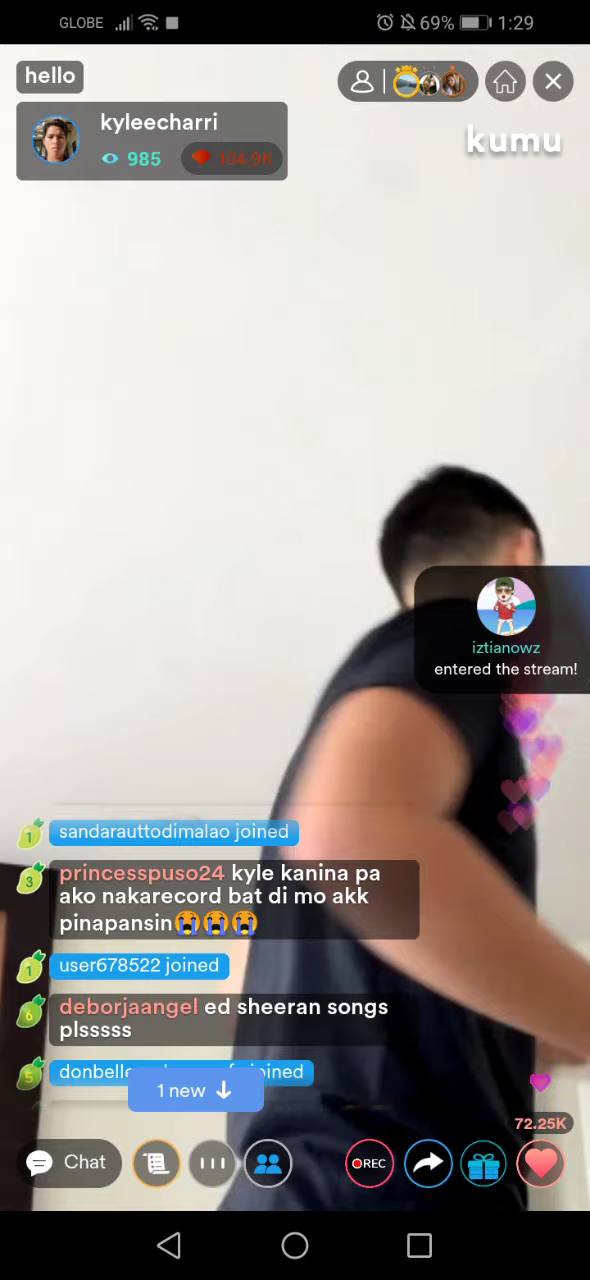 GLOBE 69% 1:29
hello
kyleecharri
985 104.9K
kumu
iztianowz
entered the stream!
1 sandarauttodimalao joined
3 princesspuso24 kyle kanina pa
ako nakarecord bat di mo akk
pinapansin😭😭😭
1 user678522 joined
6 deborjaangel ed sheeran songs
plsssss
5 joined
1 new
72.25K
Chat
REC